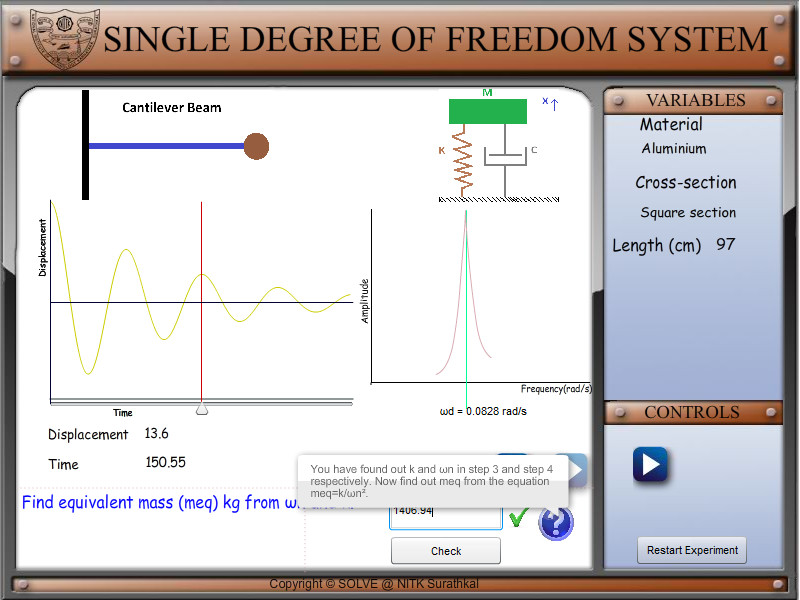 SINGLE DEGREE OF FREEDOM SYSTEM
Cantilever Beam
M
X
K
C
Displacement
Time
Amplitude
Frequency(rad/s)
ωd = 0.0828 rad/s
Displacement 13.6
Time 150.55
You have found out k and ωn in step 3 and step 4
respectively. Now find out meq from the equation
meq=k/ωn².
Find equivalent mass (meq) kg from
1406.94
Check
VARIABLES
Material
Aluminium
Cross-section
Square section
Length (cm) 97
CONTROLS
Restart Experiment
Copyright © SOLVE @ NITK Surathkal